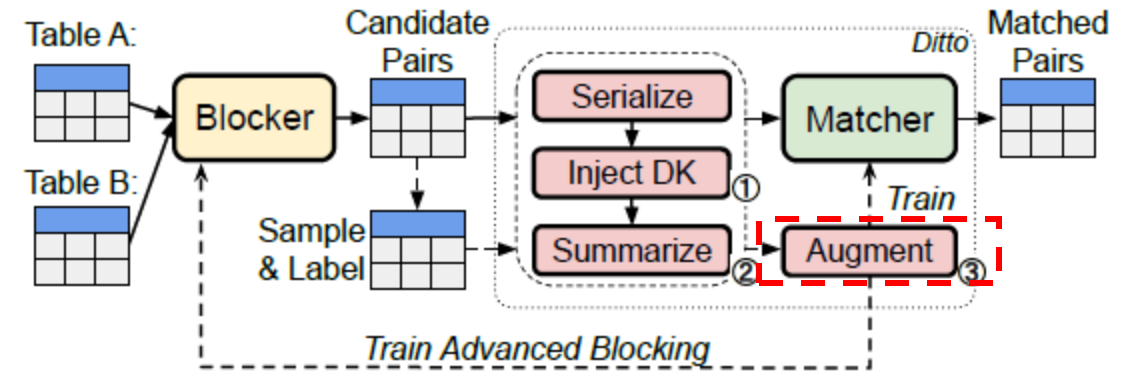 Table A:
Table B:
Blocker
Candidate
Pairs
Sample
& Label
Ditto
Serialize
Inject DK
①
Summarize
②
Matcher
Train
Augment
③
Matched
Pairs
Train Advanced Blocking